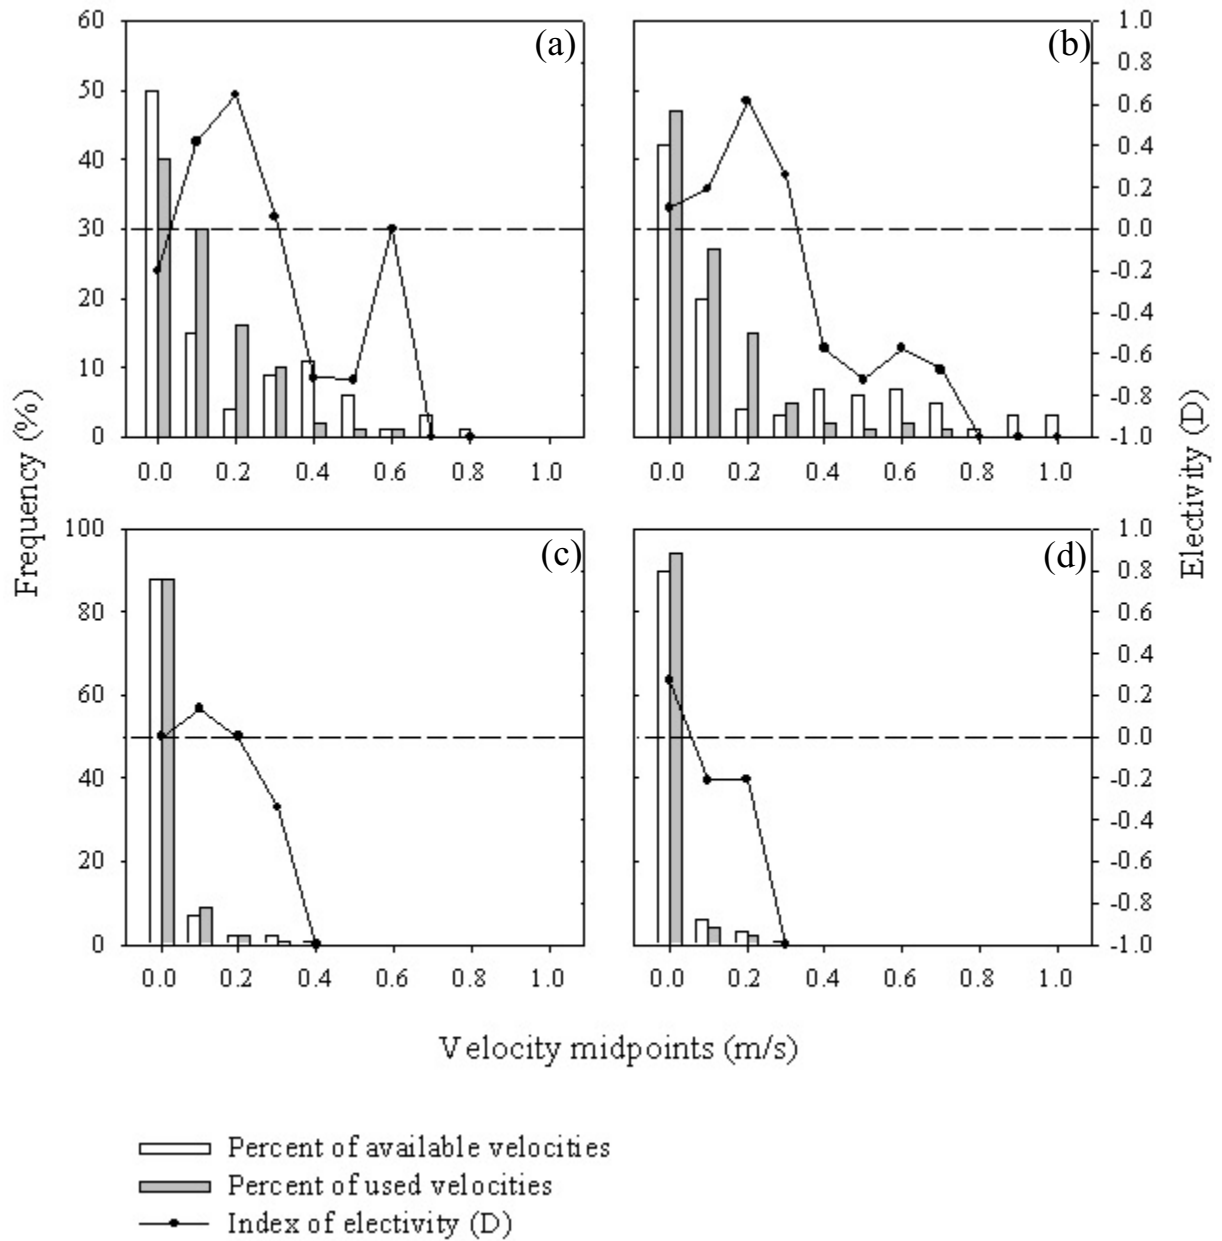 60 (a) (b) 1.0
50 0.8
40 0.6
30 0.4
20 0.2
10 0.0
0 -0.2
-0.4
-0.6
-0.8
-1.0
0.0 0.2 0.4 0.6 0.8 1.0 0.0 0.2 0.4 0.6 0.8 1.0
Frequency (%)
Electivity (D)
100 (c) (d) 1.0
80 0.8
60 0.6
40 0.4
20 0.2
0 0.0
-0.2
-0.4
-0.6
-0.8
-1.0
0.0 0.2 0.4 0.6 0.8 1.0 0.0 0.2 0.4 0.6 0.8 1.0
Velocity midpoints (m/s)
Percent of available velocities
Percent of used velocities
Index of electivity (D)